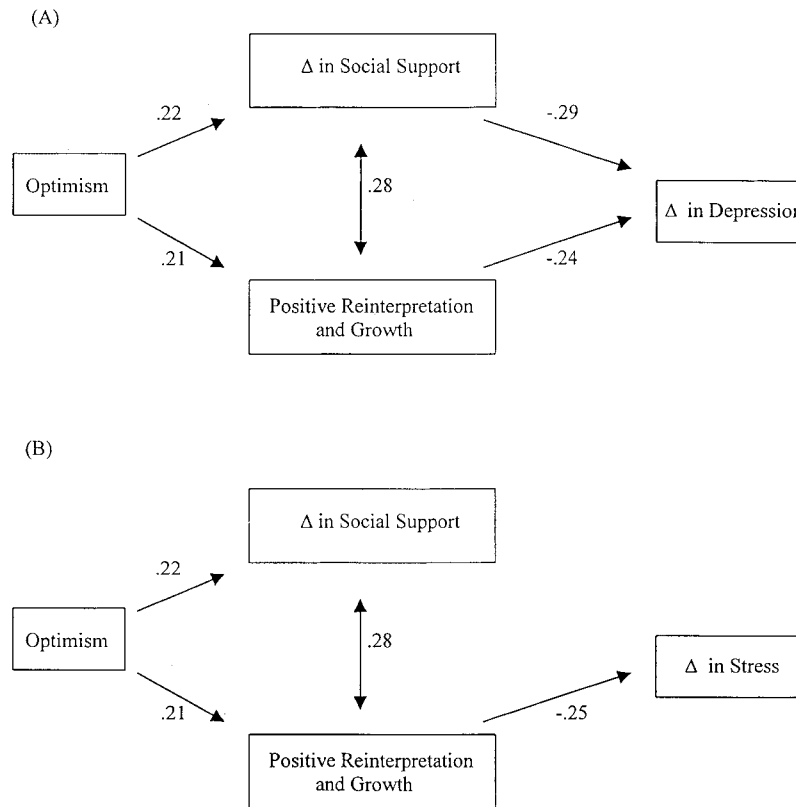 (A)
Δ in Social Support
.22
-.29
Optimism
.28
Δ in Depression
.21
-.24
Positive Reinterpretation
and Growth
(B)
Δ in Social Support
.22
Optimism
.28
Δ in Stress
.21
-.25
Positive Reinterpretation
and Growth